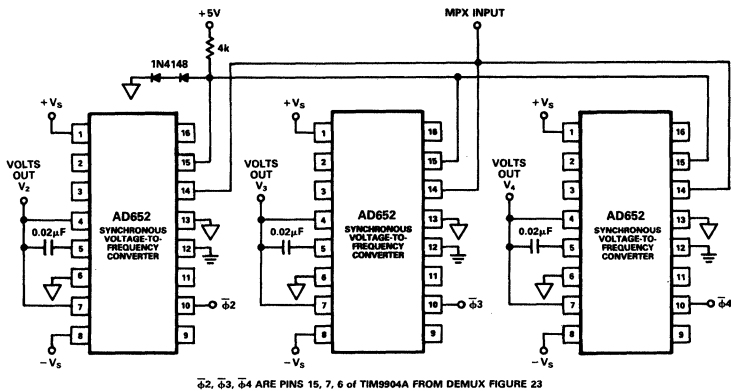 +5V
MPX INPUT
4k
1N4148
+VS
1
2
3
4
5
6
7
8
16
15
14
13
12
11
10
9
AD652
SYNCHRONOUS
VOLTAGE-TO-
FREQUENCY
CONVERTER
VOLTS
OUT
V2
0.02μF
−VS
ϕ̅2
+VS
1
2
3
4
5
6
7
8
16
15
14
13
12
11
10
9
AD652
SYNCHRONOUS
VOLTAGE-TO-
FREQUENCY
CONVERTER
VOLTS
OUT
V3
0.02μF
−VS
ϕ̅3
+VS
1
2
3
4
5
6
7
8
16
15
14
13
12
11
10
9
AD652
SYNCHRONOUS
VOLTAGE-TO-
FREQUENCY
CONVERTER
VOLTS
OUT
V4
0.02μF
−VS
ϕ̅4
ϕ̅2, ϕ̅3, ϕ̅4 ARE PINS 15, 7, 6 of TIM9904A FROM DEMUX FIGURE 23